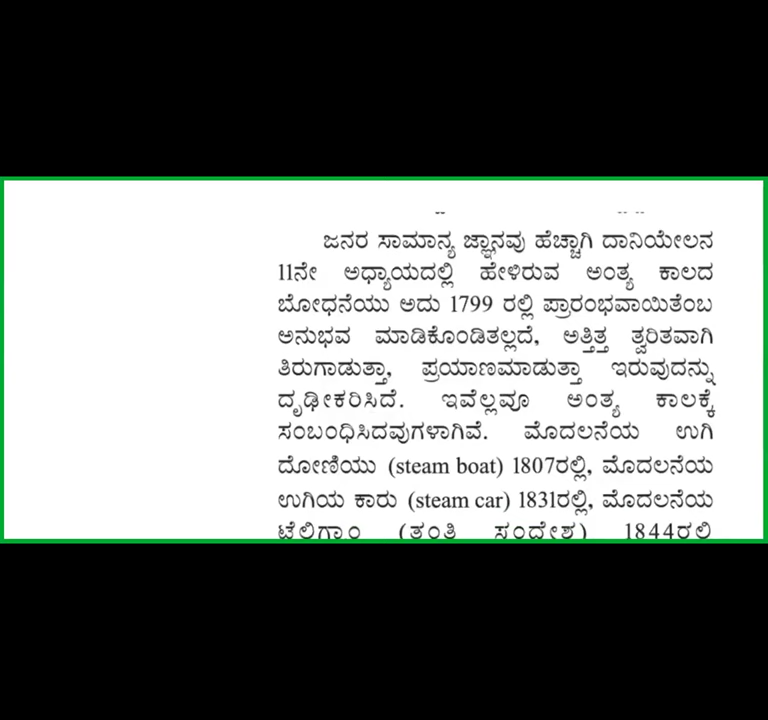 ಜನರ ಸಾಮಾನ್ಯ ಜ್ಞಾನವು ಹೆಚ್ಚಾಗಿ ದಾನಿಯೇಲನ
11ನೇ ಅಧ್ಯಾಯದಲ್ಲಿ ಹೇಳಿರುವ ಅಂತ್ಯ ಕಾಲದ
ಬೋಧನೆಯು ಅದು 1799 ರಲ್ಲಿ ಪ್ರಾರಂಭವಾಯಿತೆಂಬ
ಅನುಭವ ಮಾಡಿಕೊಂಡಿತಲ್ಲದೆ, ಅತ್ತಿತ್ತ ತ್ವರಿತವಾಗಿ
ತಿರುಗಾಡುತ್ತಾ, ಪ್ರಯಾಣಮಾಡುತ್ತಾ ಇರುವುದನ್ನು
ದೃಢೀಕರಿಸಿದೆ. ಇವೆಲ್ಲವೂ ಅಂತ್ಯ ಕಾಲಕ್ಕೆ
ಸಂಬಂಧಿಸಿದವುಗಳಾಗಿವೆ. ಮೊದಲನೆಯ ಉಗಿ
ದೋಣಿಯು (steam boat) 1807ರಲ್ಲಿ, ಮೊದಲನೆಯ
ಉಗಿಯ ಕಾರು (steam car) 1831ರಲ್ಲಿ, ಮೊದಲನೆಯ
ಟೆಲಿಗ್ರಾಂ (ತಂತಿ ಸಂದೇಶ) 1844ರಲ್ಲಿ